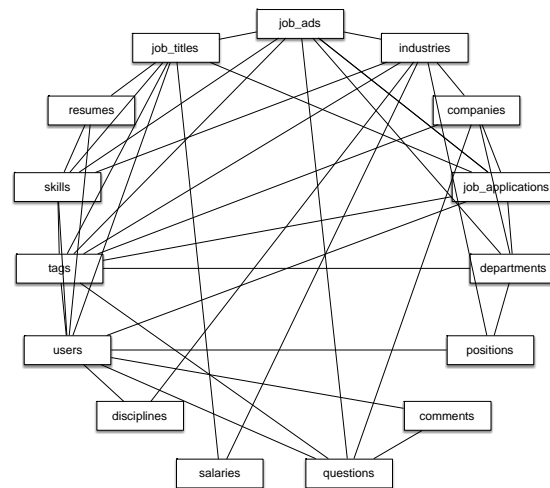 job_ads
job_titles
industries
resumes
companies
skills
job_applications
tags
departments
users
positions
disciplines
comments
salaries
questions